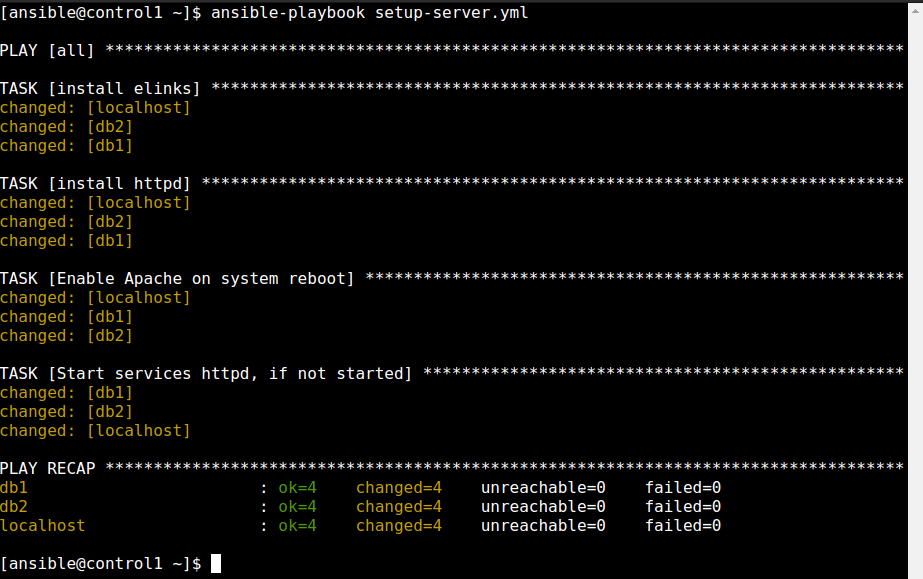 [ansible@control1 ~]$ ansible-playbook setup-server.yml
PLAY [all] ***********************************************************************************
TASK [install elinks] ************************************************************************
changed: [localhost]
changed: [db2]
changed: [db1]
TASK [install httpd] *************************************************************************
changed: [localhost]
changed: [db2]
changed: [db1]
TASK [Enable Apache on system reboot] ********************************************************
changed: [localhost]
changed: [db1]
changed: [db2]
TASK [Start services httpd, if not started] **************************************************
changed: [db1]
changed: [db2]
changed: [localhost]
PLAY RECAP ***********************************************************************************
db1                        : ok=4    changed=4    unreachable=0    failed=0
db2                        : ok=4    changed=4    unreachable=0    failed=0
localhost                  : ok=4    changed=4    unreachable=0    failed=0
[ansible@control1 ~]$